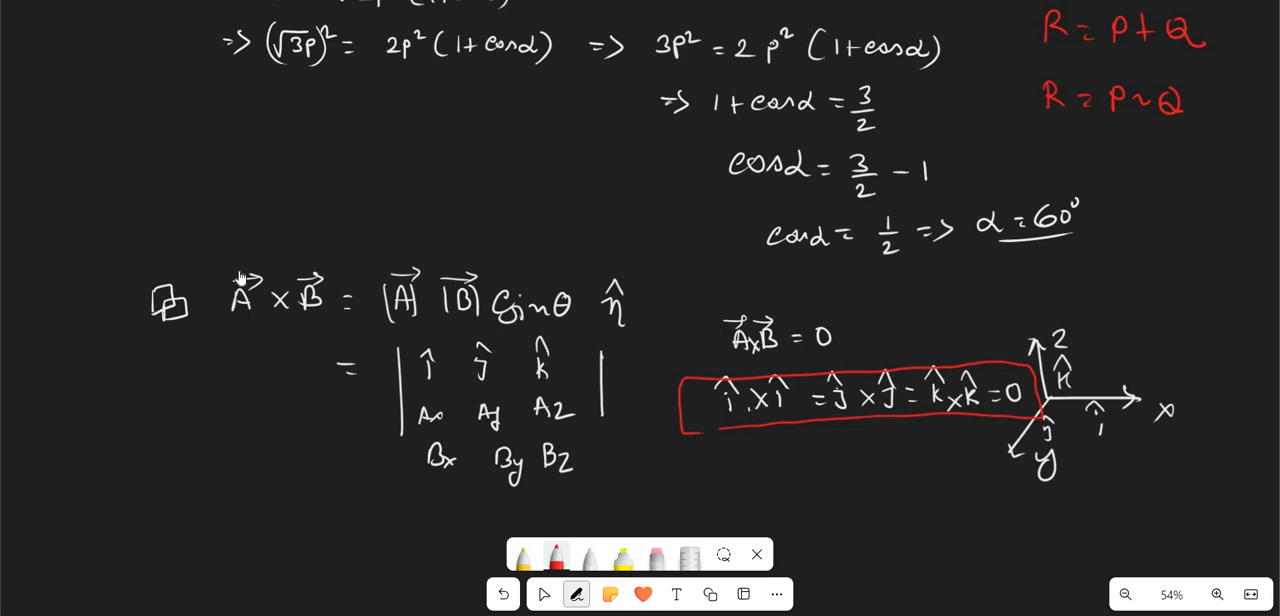 => (√3p)² = 2p² (1 + cosα) => 3p² = 2 p² (1 + cosα)
=> 1 + cosα = 3/2
cosα = 3/2 - 1
cosα = 1/2 => α = 60°
R = P + Q
R = P ~ Q
A⃗ × B⃗ = |A⃗| |B⃗| Sinθ η̂
= | î ĵ k̂ |
Ax Ay Az
Bx By Bz
A⃗ × B⃗ = 0
î × î = ĵ × ĵ = k̂ × k̂ = 0
z
k̂
x
î
ĵ
y
T
54%